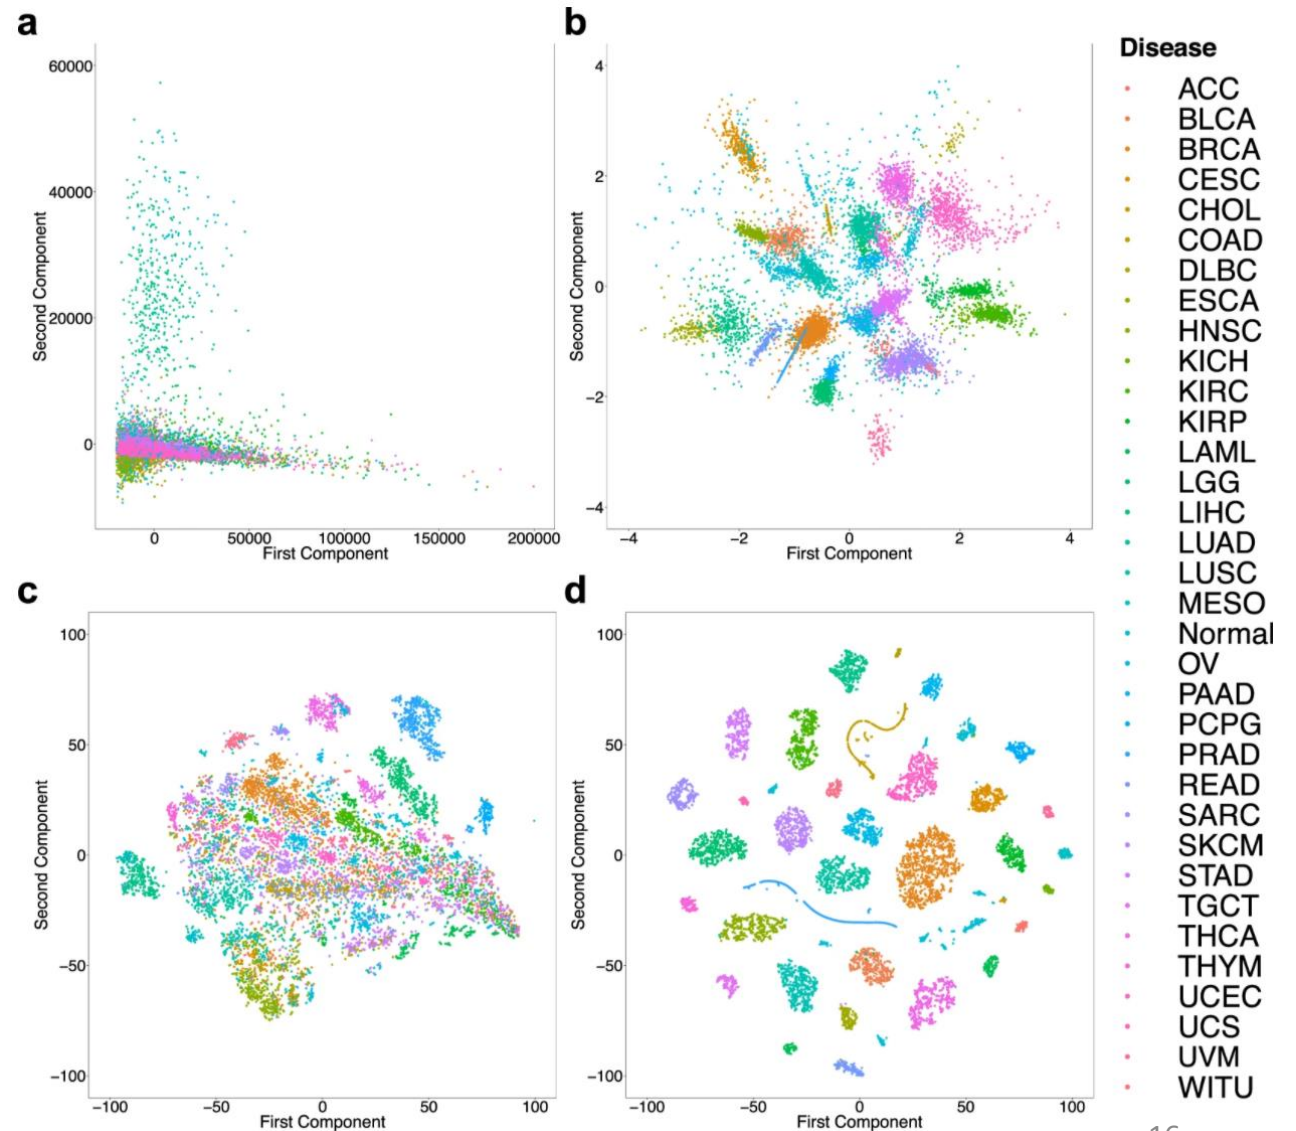 a
60000
40000
20000
0
Second Component
0 50000 100000 150000 200000
First Component
b
4
2
0
−2
−4
Second Component
−4 −2 0 2 4
First Component
c
100
50
0
−50
−100
Second Component
−100 −50 0 50 100
First Component
d
100
50
0
−50
−100
Second Component
−100 −50 0 50 100
First Component
Disease
ACC
BLCA
BRCA
CESC
CHOL
COAD
DLBC
ESCA
HNSC
KICH
KIRC
KIRP
LAML
LGG
LIHC
LUAD
LUSC
MESO
Normal
OV
PAAD
PCPG
PRAD
READ
SARC
SKCM
STAD
TGCT
THCA
THYM
UCEC
UCS
UVM
WITU